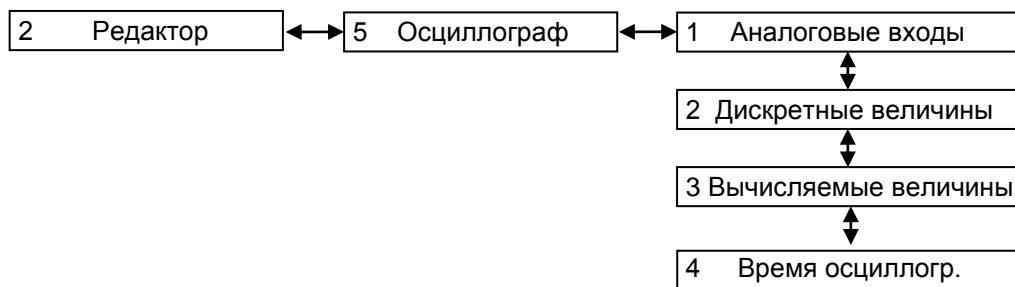 2 Редактор
5 Осциллограф
1 Аналоговые входы
2 Дискретные величины
3 Вычисляемые величины
4 Время осциллогр.